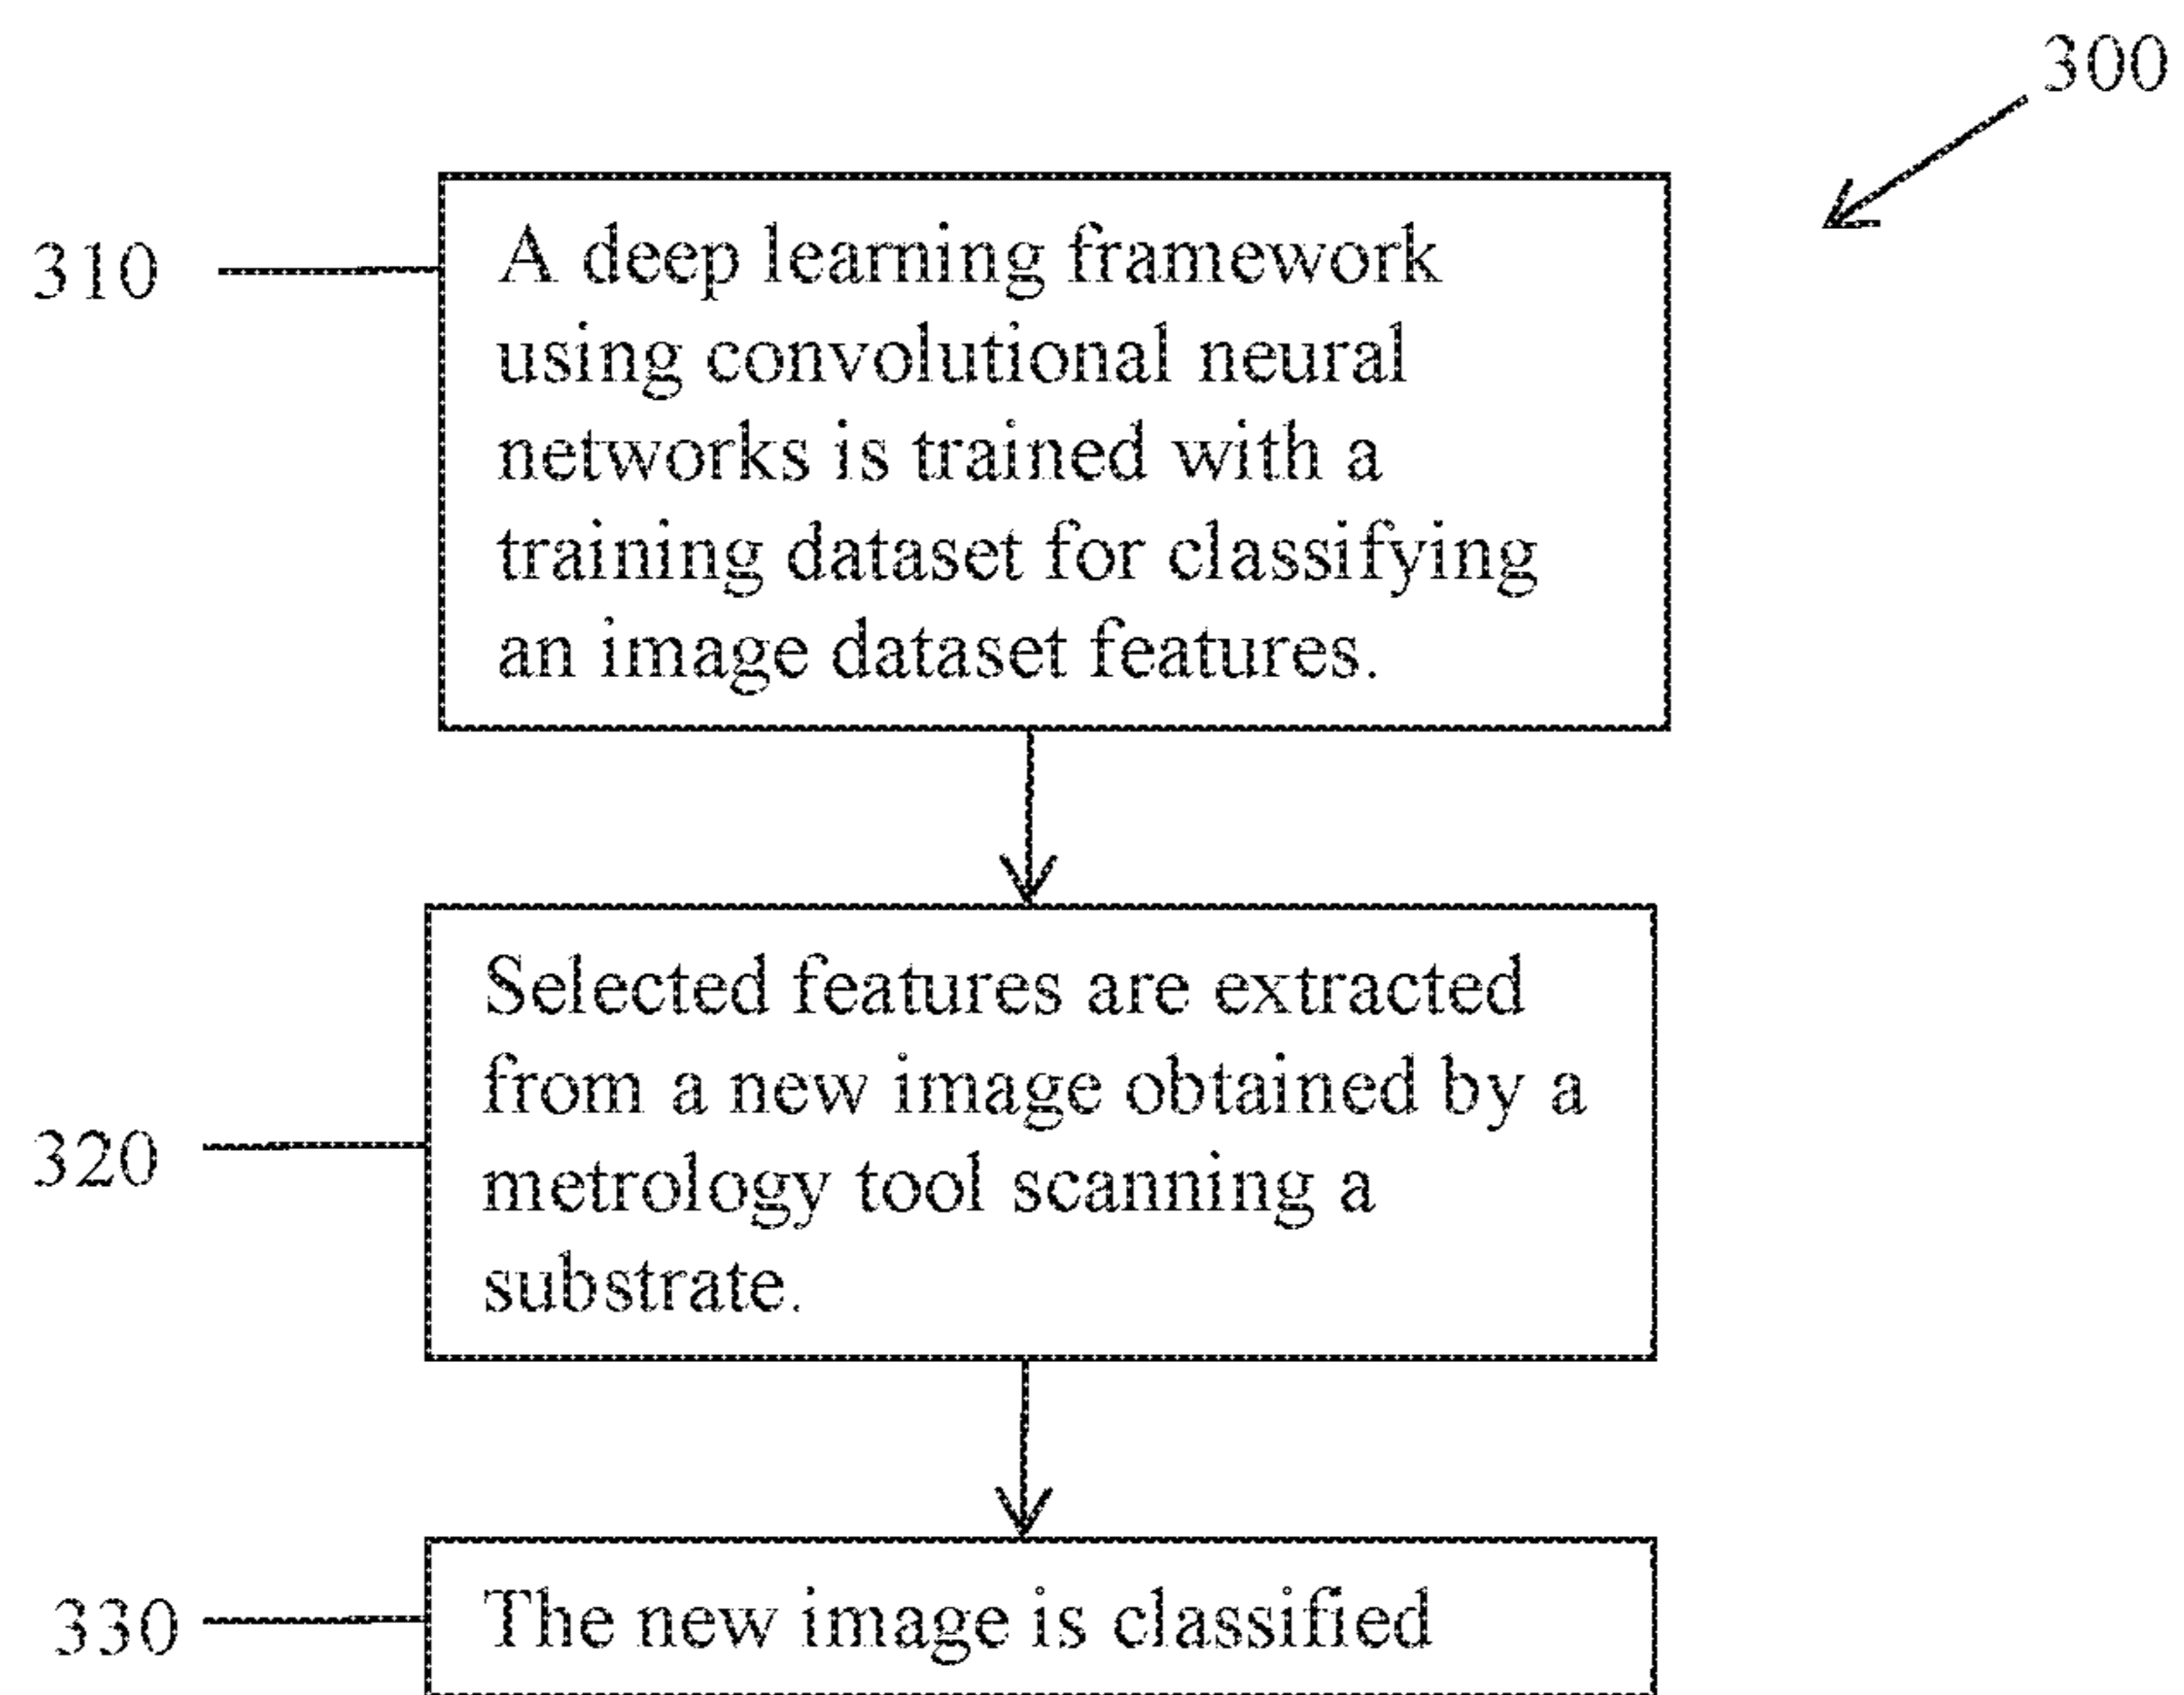 300
310
A deep learning framework
using convolutional neural
networks is trained with a
training dataset for classifying
an image dataset features.
320
Selected features are extracted
from a new image obtained by a
metrology tool scanning a
substrate.
330
The new image is classified